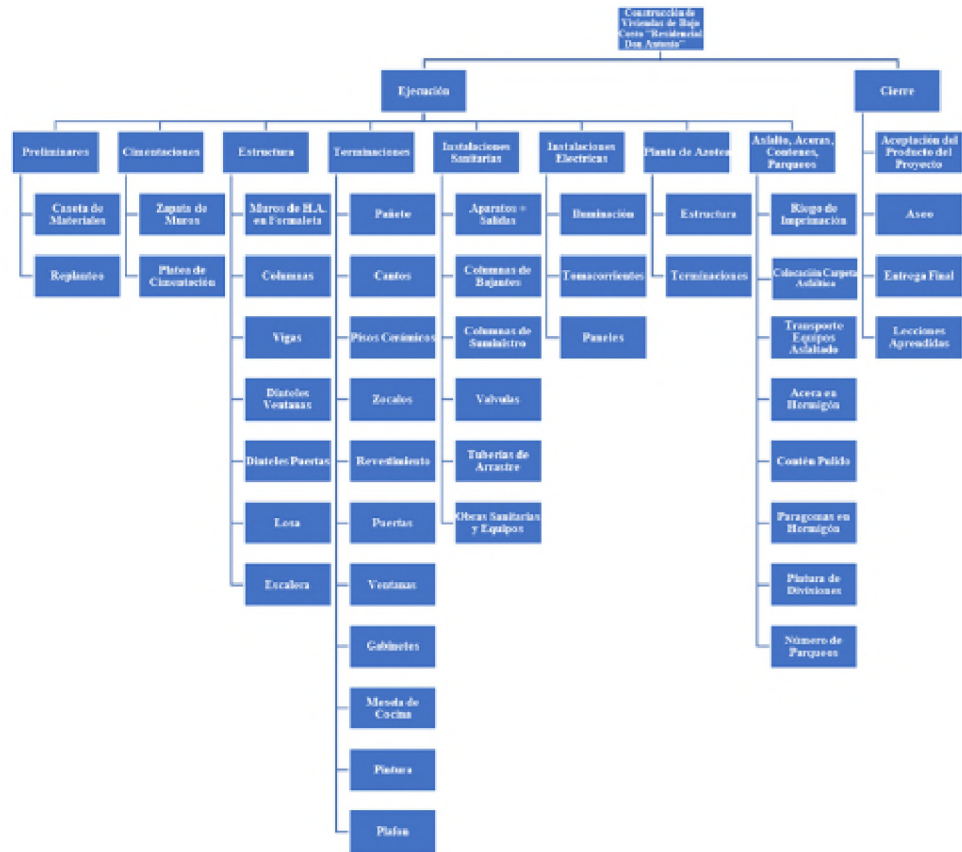 Construcción de
Viviendas de Bajo
Costo "Residencial
Don Antonio"
Ejecución
Cierre
Preliminares
Cimentaciones
Estructura
Terminaciones
Instalaciones
Sanitarias
Instalaciones
Electricas
Planta de Azotea
Asfalto, Aceras,
Contenes,
Parqueos
Aceptación del
Producto del
Proyecto
Caseta de
Materiales
Zapata de
Muros
Muros de H.A.
en Formaleta
Pañete
Aparatos +
Salidas
Iluminación
Estructura
Riego de
Imprimación
Aseo
Replanteo
Platea de
Cimentación
Columnas
Cantos
Columnas de
Bajantes
Tomacorrientes
Terminaciones
Colocación Carpeta
Asfáltica
Entrega Final
Vigas
Pisos Cerámicos
Columnas de
Suministro
Paneles
Transporte
Equipos
Asfaltado
Lecciones
Aprendidas
Dinteles
Ventanas
Zocalos
Valvulas
Acera en
Hormigón
Dinteles Puertas
Revestimiento
Tuberías de
Arrastre
Contén Pulido
Losa
Puertas
Obras Sanitarias
y Equipos
Paragomas en
Hormigón
Escalera
Ventanas
Pintura de
Divisiones
Gabinetes
Número de
Parqueos
Meseta de
Cocina
Pintura
Plafon